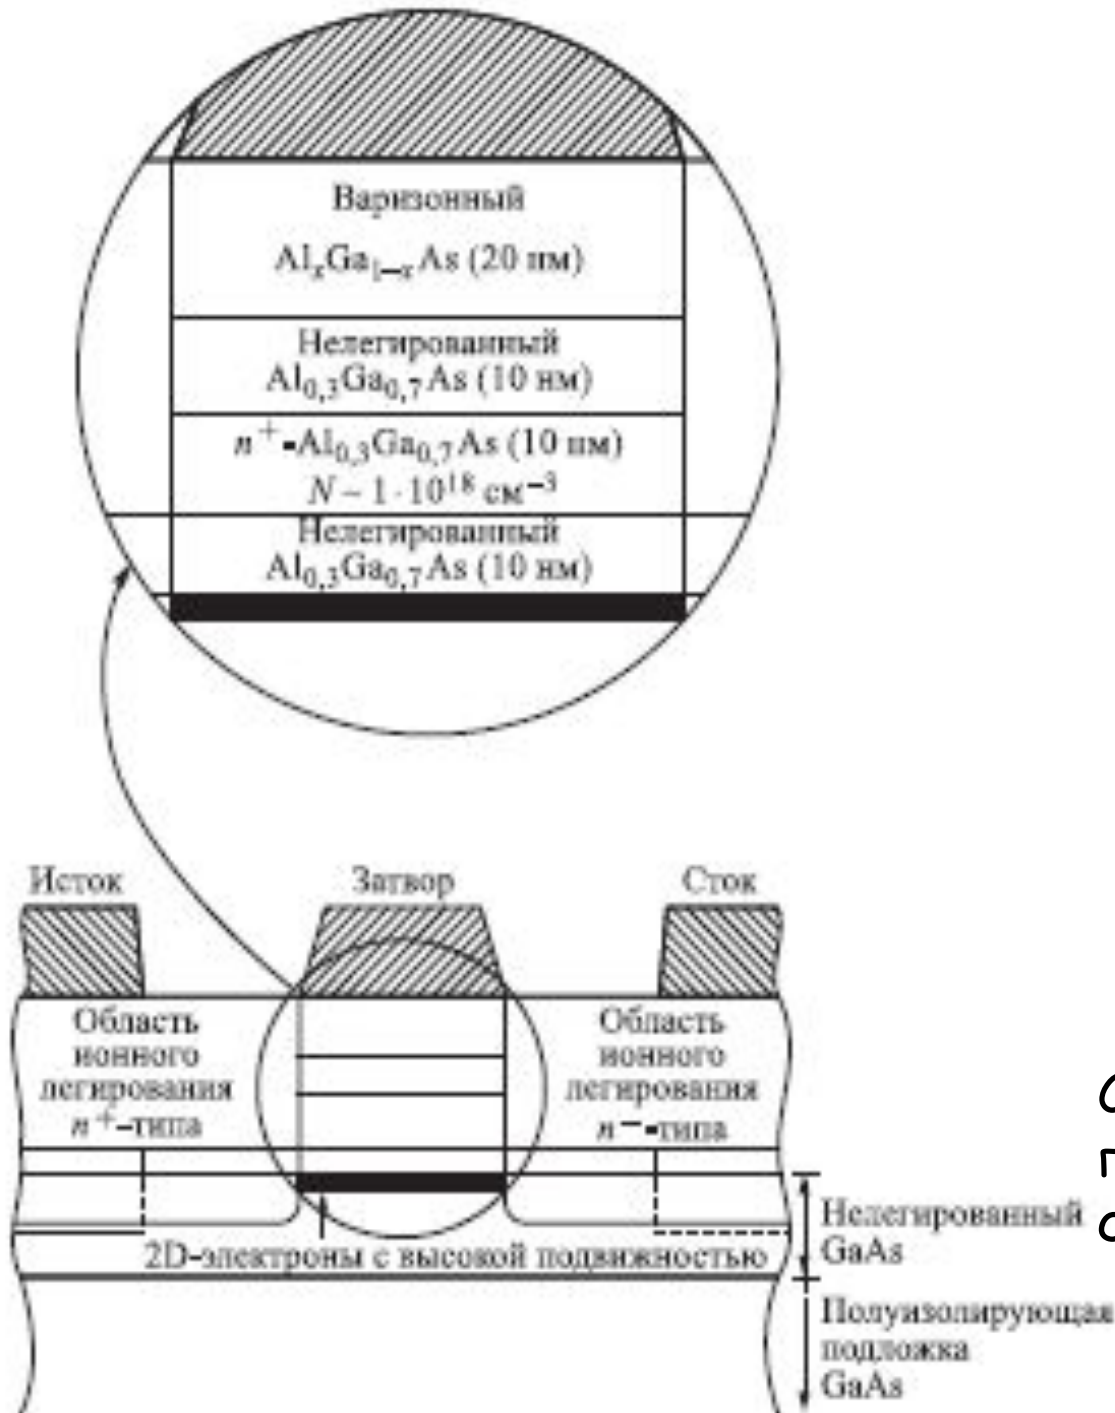 Варизонный
AlₓGa₁₋ₓAs (20 нм)
Нелегированный
Al₀,₃Ga₀,₇As (10 нм)
n⁺-Al₀,₃Ga₀,₇As (10 нм)
N ~ 1 · 10¹⁸ см⁻³
Нелегированный
Al₀,₃Ga₀,₇As (10 нм)
Исток
Затвор
Сток
Область
ионного
легирования
n⁺-типа
Область
ионного
легирования
n⁻-типа
2D-электроны с высокой подвижностью
Нелегированный
GaAs
Полуизолирующая
подложка
GaAs